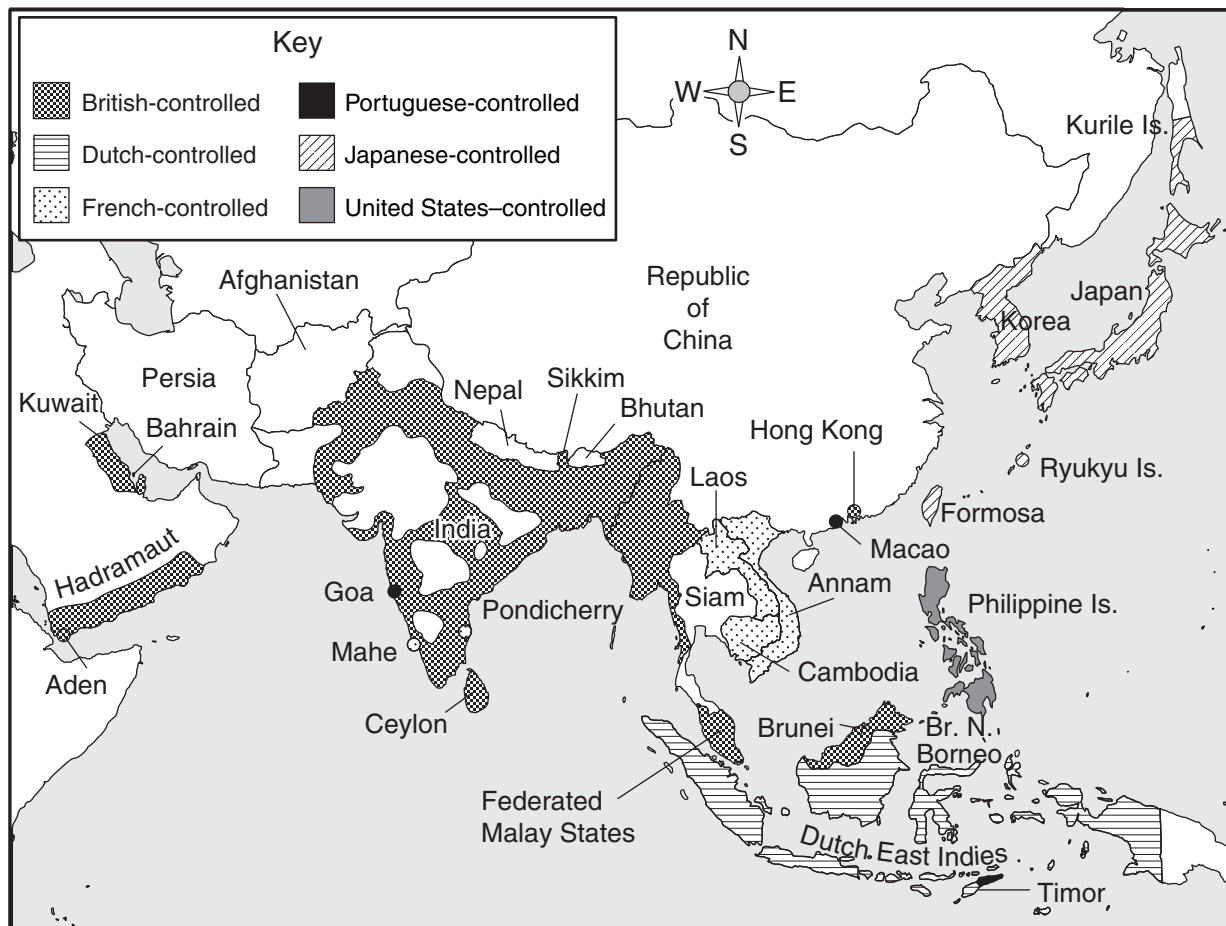 Key
British-controlled
Dutch-controlled
French-controlled
Portuguese-controlled
Japanese-controlled
United States–controlled
N
W
E
S
Kurile Is.
Afghanistan
Republic
of
China
Japan
Korea
Persia
Nepal
Sikkim
Bhutan
Kuwait
Bahrain
Hong Kong
Ryukyu Is.
Laos
Formosa
India
Macao
Hadramaut
Annam
Goa
Siam
Pondicherry
Philippine Is.
Mahe
Cambodia
Aden
Ceylon
Brunei
Br. N.
Borneo
Federated
Malay States
Dutch East Indies
Timor